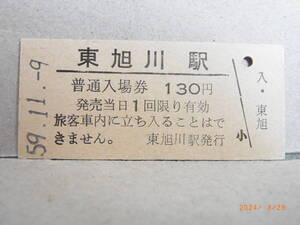 東旭川駅
普通入場券 130円
発売当日1回限り有効
旅客車内に立ち入ることはで
きません。 東旭川駅発行
59.11.-9
入・東旭
小
2024/ 3/29